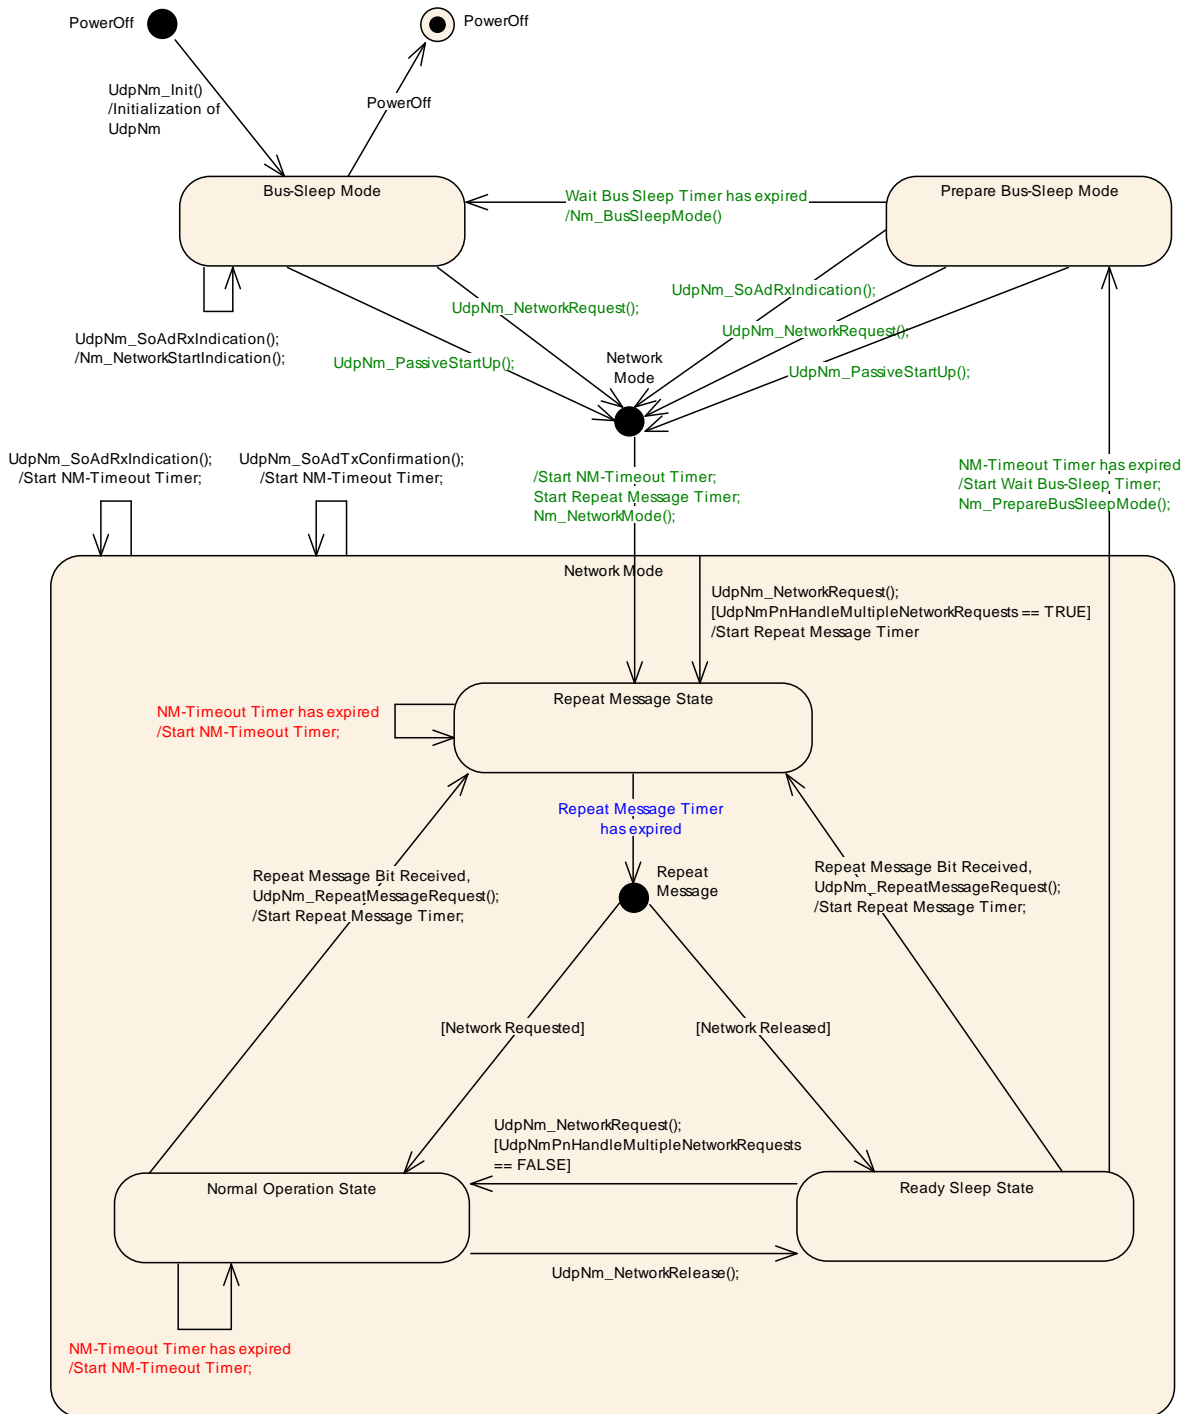 PowerOff
PowerOff
UdpNm_Init()
/Initialization of
UdpNm
PowerOff
Bus-Sleep Mode
Prepare Bus-Sleep Mode
Wait Bus Sleep Timer has expired
/Nm_BusSleepMode()
UdpNm_SoAdRxIndication();
/Nm_NetworkStartIndication();
UdpNm_NetworkRequest();
UdpNm_PassiveStartUp();
UdpNm_SoAdRxIndication();
UdpNm_NetworkRequest();
UdpNm_PassiveStartUp();
Network
Mode
UdpNm_SoAdRxIndication();
/Start NM-Timeout Timer;
UdpNm_SoAdTxConfirmation();
/Start NM-Timeout Timer;
/Start NM-Timeout Timer;
Start Repeat Message Timer;
Nm_NetworkMode();
NM-Timeout Timer has expired
/Start Wait Bus-Sleep Timer;
Nm_PrepareBusSleepMode();
Network Mode
UdpNm_NetworkRequest();
[UdpNmPnHandleMultipleNetworkRequests == TRUE]
/Start Repeat Message Timer
Repeat Message State
NM-Timeout Timer has expired
/Start NM-Timeout Timer;
Repeat Message Timer
has expired
Repeat
Message
Repeat Message Bit Received,
UdpNm_RepeatMessageRequest();
/Start Repeat Message Timer;
Repeat Message Bit Received,
UdpNm_RepeatMessageRequest();
/Start Repeat Message Timer;
[Network Requested]
[Network Released]
UdpNm_NetworkRequest();
[UdpNmPnHandleMultipleNetworkRequests
== FALSE]
Normal Operation State
Ready Sleep State
UdpNm_NetworkRelease();
NM-Timeout Timer has expired
/Start NM-Timeout Timer;